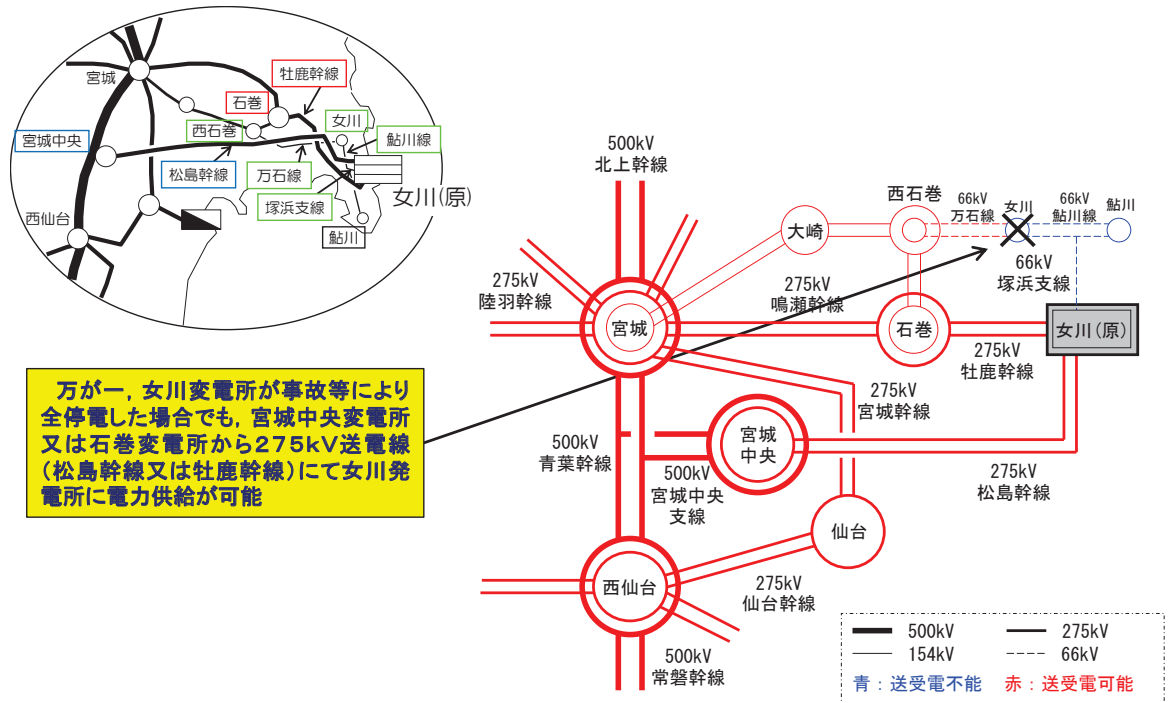 宮城
牡鹿幹線
石巻
女川
宮城中央
西石巻
鮎川線
松島幹線
万石線
塚浜支線
女川(原)
西仙台
鮎川
万が一，女川変電所が事故等により
全停電した場合でも，宮城中央変電所
又は石巻変電所から275kV送電線
(松島幹線又は牡鹿幹線)にて女川発
電所に電力供給が可能
500kV
北上幹線
西石巻
66kV
万石線
女川
66kV
鮎川線
鮎川
大崎
66kV
塚浜支線
275kV
陸羽幹線
275kV
鳴瀬幹線
宮城
石巻
女川(原)
275kV
牡鹿幹線
275kV
宮城幹線
500kV
青葉幹線
宮城
中央
500kV
宮城中央
支線
275kV
松島幹線
仙台
西仙台
275kV
仙台幹線
500kV
常磐幹線
500kV
275kV
154kV
66kV
青：送受電不能
赤：送受電可能